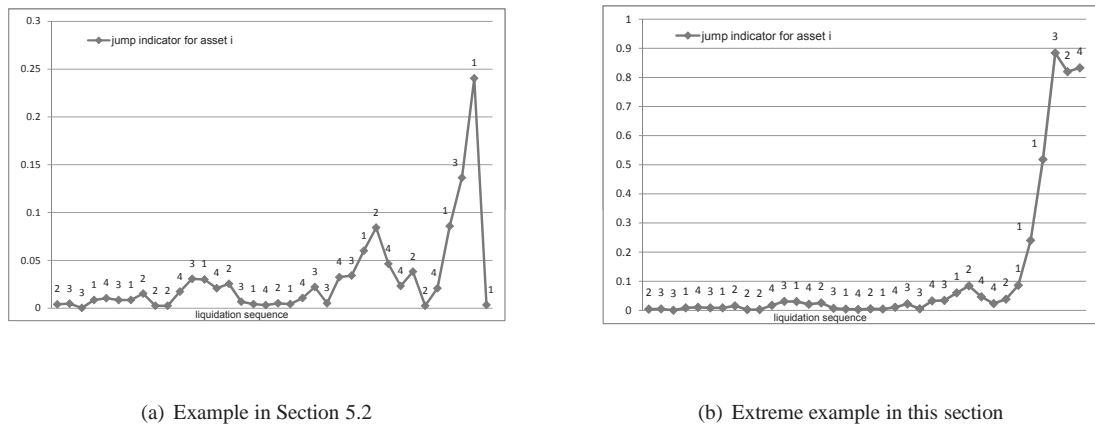 0.3
jump indicator for asset i
0.25
0.2
0.15
0.1
0.05
0
2 3 3 1 4 3 1 2 2 2 4 3 1 4 2 3 1 4 2 1 4 2 3 4 3 1 2 4 4 2 2 4 1 3 1 1
liquidation sequence
(a) Example in Section 5.2
1
jump indicator for asset i
0.9
0.8
0.7
0.6
0.5
0.4
0.3
0.2
0.1
0
2 3 3 1 4 3 1 2 2 2 4 3 1 4 2 3 1 4 2 1 4 3 3 4 3 1 2 4 4 2 1 1 1 3 2 4
liquidation sequence
(b) Extreme example in this section